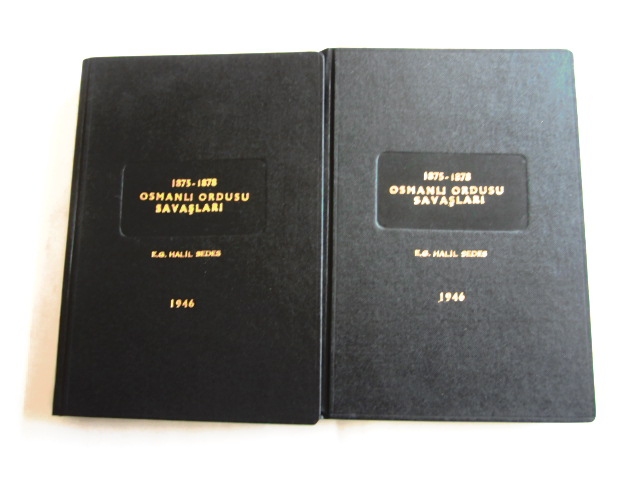 1875-1878
OSMANLI ORDUSU
SAVAŞLARI
E.G. HALİL SEDES
1946
1875-1878
OSMANLI ORDUSU
SAVAŞLARI
E.G. HALİL SEDES
1946